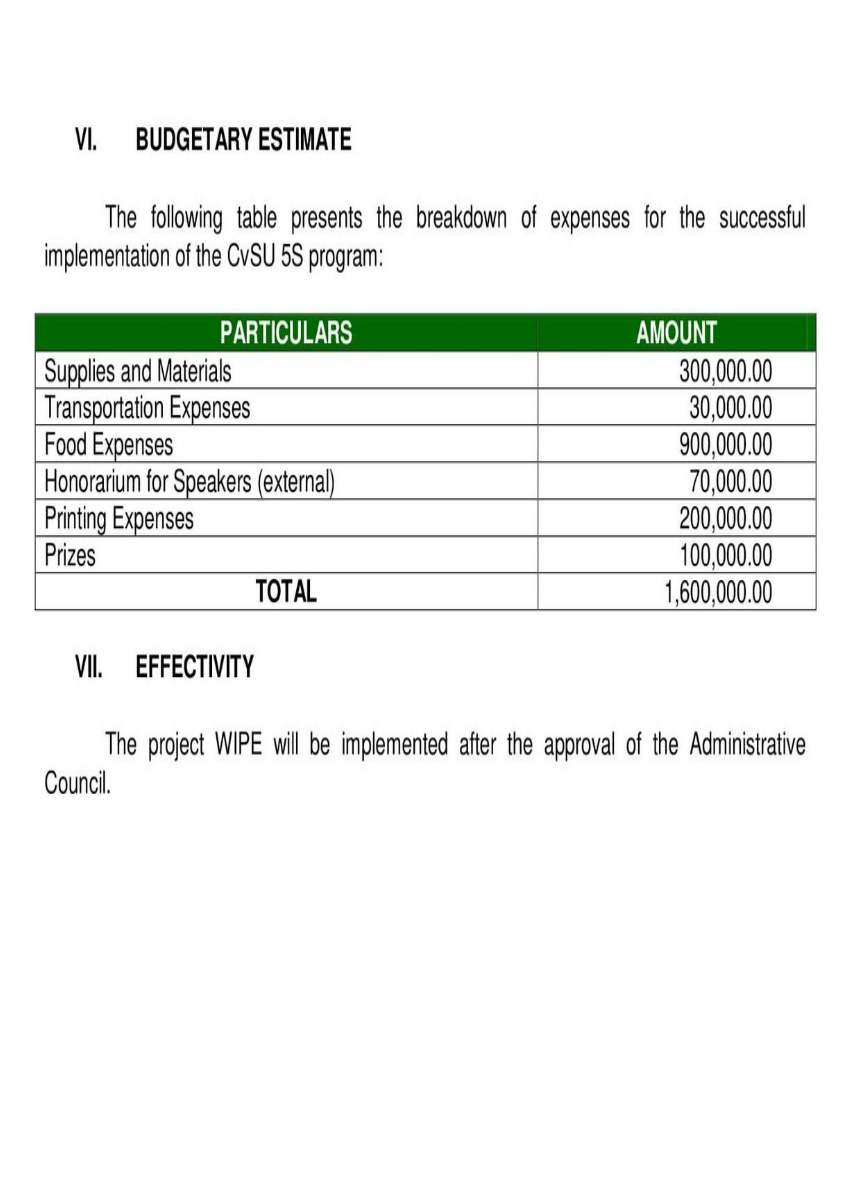 VI. BUDGETARY ESTIMATE
The following table presents the breakdown of expenses for the successful
implementation of the CvSU 5S program:
PARTICULARS AMOUNT
Supplies and Materials 300,000.00
Transportation Expenses 30,000.00
Food Expenses 900,000.00
Honorarium for Speakers (external) 70,000.00
Printing Expenses 200,000.00
Prizes 100,000.00
TOTAL 1,600,000.00
VII. EFFECTIVITY
The project WIPE will be implemented after the approval of the Administrative
Council.